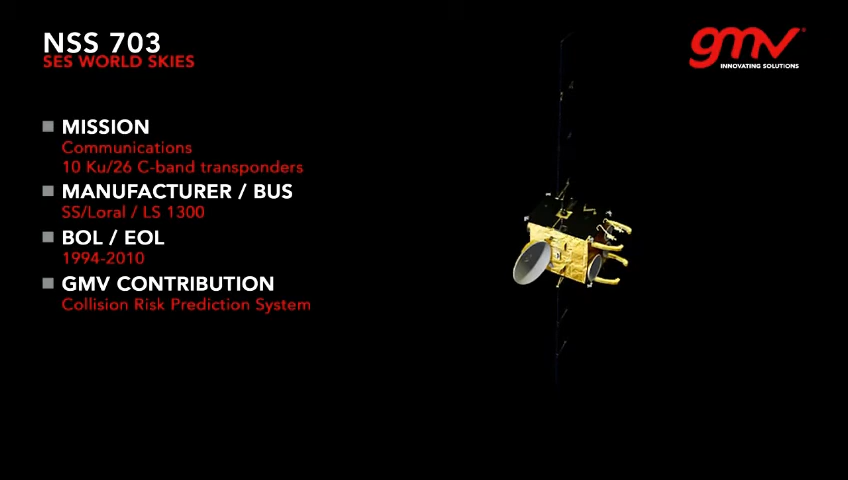 NSS 703
SES WORLD SKIES
gmv
INNOVATING SOLUTIONS
MISSION
Communications
10 Ku/26 C-band transponders
MANUFACTURER / BUS
SS/Loral / LS 1300
BOL / EOL
1994-2010
GMV CONTRIBUTION
Collision Risk Prediction System